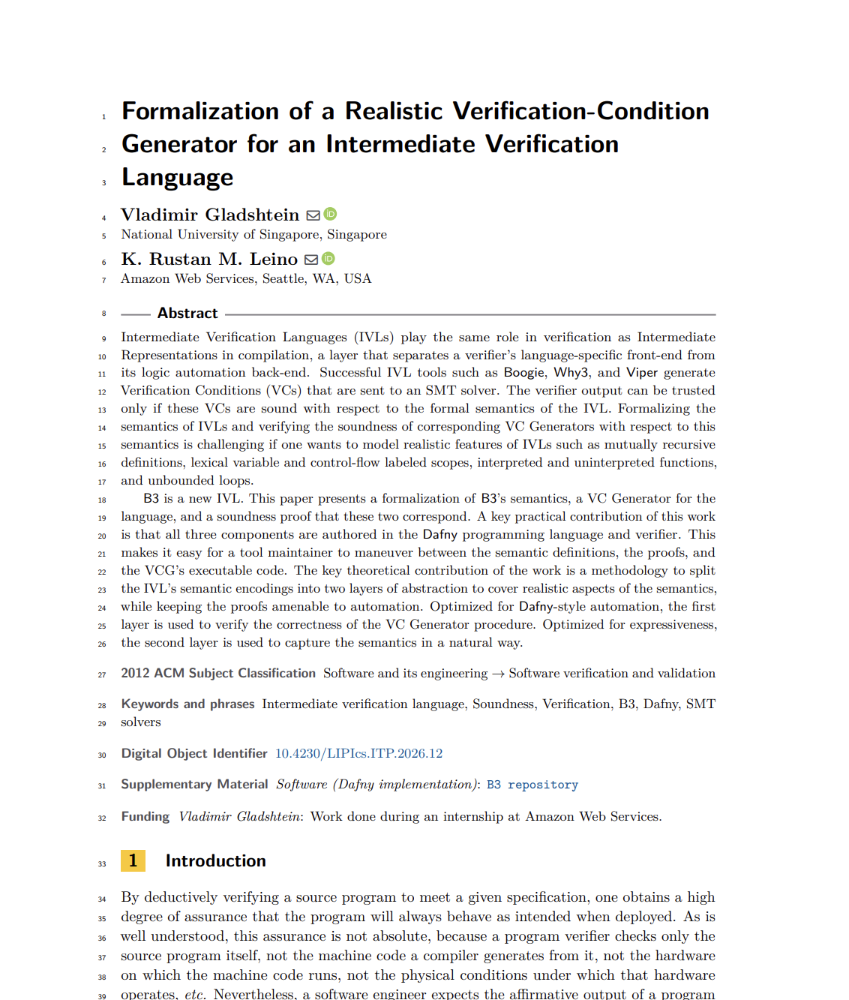 1 Formalization of a Realistic Verification-Condition
2 Generator for an Intermediate Verification
3 Language
4 Vladimir Gladshtein
5 National University of Singapore, Singapore
6 K. Rustan M. Leino
7 Amazon Web Services, Seattle, WA, USA
8 Abstract
9 Intermediate Verification Languages (IVLs) play the same role in verification as Intermediate
10 Representations in compilation, a layer that separates a verifier's language-specific front-end from
11 its logic automation back-end. Successful IVL tools such as Boogie, Why3, and Viper generate
12 Verification Conditions (VCs) that are sent to an SMT solver. The verifier output can be trusted
13 only if these VCs are sound with respect to the formal semantics of the IVL. Formalizing the
14 semantics of IVLs and verifying the soundness of corresponding VC Generators with respect to this
15 semantics is challenging if one wants to model realistic features of IVLs such as mutually recursive
16 definitions, lexical variable and control-flow labeled scopes, interpreted and uninterpreted functions,
17 and unbounded loops.
18 B3 is a new IVL. This paper presents a formalization of B3's semantics, a VC Generator for the
19 language, and a soundness proof that these two correspond. A key practical contribution of this work
20 is that all three components are authored in the Dafny programming language and verifier. This
21 makes it easy for a tool maintainer to maneuver between the semantic definitions, the proofs, and
22 the VCG's executable code. The key theoretical contribution of the work is a methodology to split
23 the IVL's semantic encodings into two layers of abstraction to cover realistic aspects of the semantics,
24 while keeping the proofs amenable to automation. Optimized for Dafny-style automation, the first
25 layer is used to verify the correctness of the VC Generator procedure. Optimized for expressiveness,
26 the second layer is used to capture the semantics in a natural way.
27 2012 ACM Subject Classification Software and its engineering → Software verification and validation
28 Keywords and phrases Intermediate verification language, Soundness, Verification, B3, Dafny, SMT
29 solvers
30 Digital Object Identifier 10.4230/LIPIcs.ITP.2026.12
31 Supplementary Material Software (Dafny implementation): B3 repository
32 Funding Vladimir Gladshtein: Work done during an internship at Amazon Web Services.
33 1 Introduction
34 By deductively verifying a source program to meet a given specification, one obtains a high
35 degree of assurance that the program will always behave as intended when deployed. As is
36 well understood, this assurance is not absolute, because a program verifier checks only the
37 source program itself, not the machine code a compiler generates from it, not the hardware
38 on which the machine code runs, not the physical conditions under which that hardware
39 operates, etc. Nevertheless, a software engineer expects the affirmative output of a program